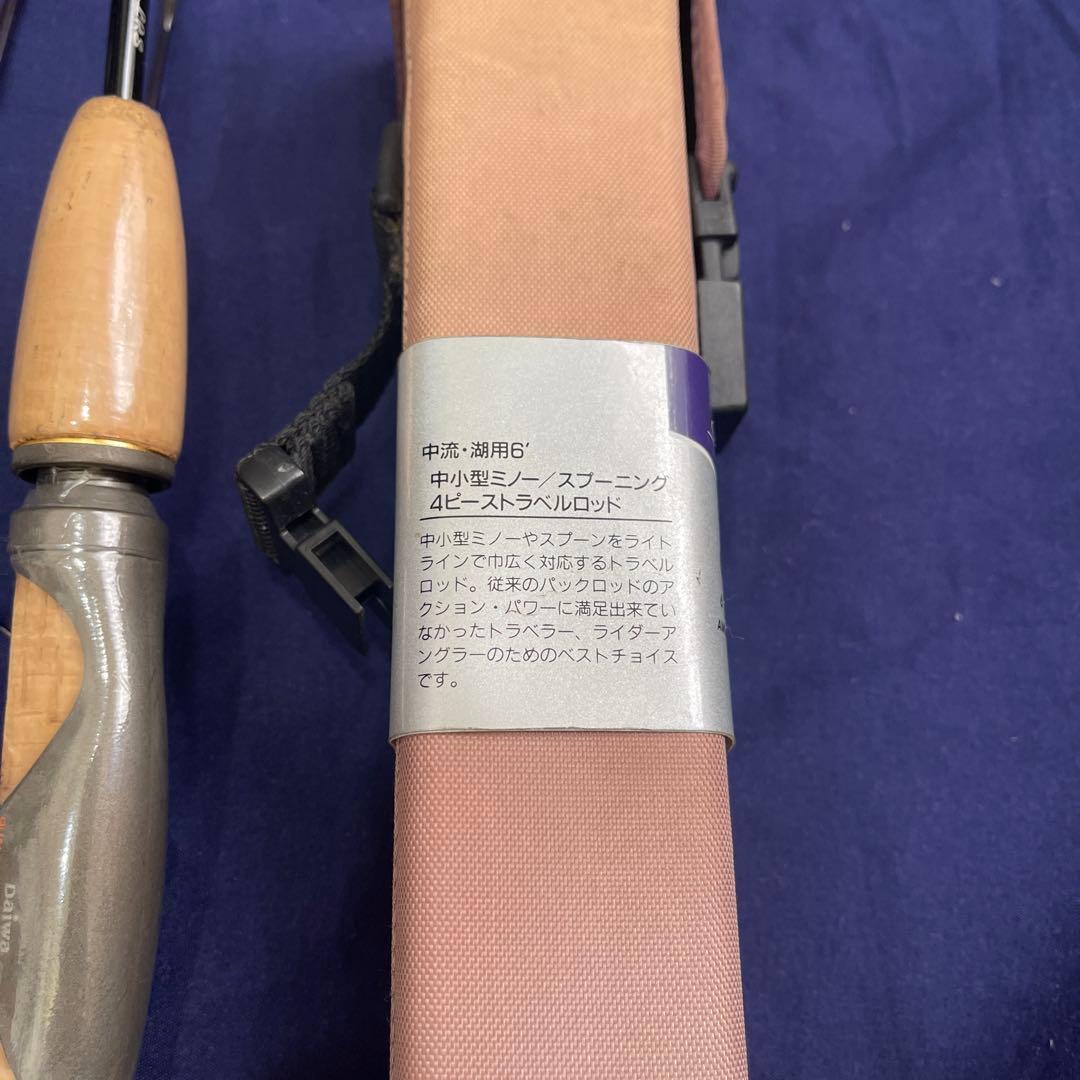 中流・湖用6′
中小型ミノー／スプーニング
4ピーストラベルロッド
中小型ミノーやスプーンをライト
ラインで巾広く対応するトラベル
ロッド。従来のパックロッドのア
クション・パワーに満足出来てい
なかったトラベラー、ライダーア
ングラーのためのベストチョイス
です。
Daiwa